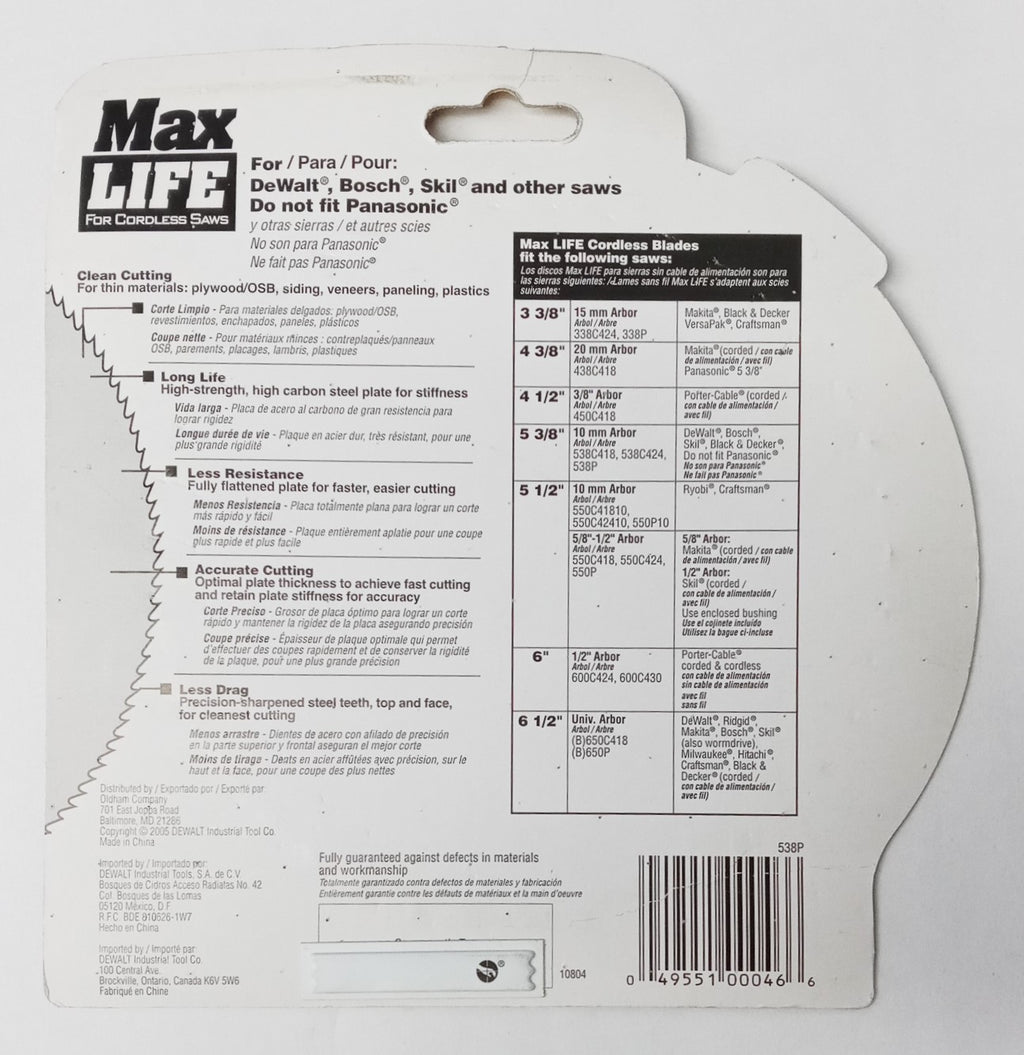 Max
LIFE
FOR CORDLESS SAWS
For / Para / Pour:
DeWalt®, Bosch®, Skil® and other saws
Do not fit Panasonic®
y otras sierras / et autres scies
No son para Panasonic®
Ne fait pas Panasonic®
Clean Cutting
For thin materials: plywood/OSB, siding, veneers, paneling, plastics
Corte Limpio - Para materiales delgados: plywood/OSB,
revestimientos, enchapados, paneles, plásticos
Coupe nette - Pour matériaux minces : contreplaqués/panneaux
OSB, parements, placages, lambris, plastiques
Long Life
High-strength, high carbon steel plate for stiffness
Vida larga - Placa de acero al carbono de gran resistencia para
lograr rigidez
Longue durée de vie - Plaque en acier dur, très résistant, pour une
plus grande rigidité
Less Resistance
Fully flattened plate for faster, easier cutting
Menos Resistencia - Placa totalmente plana para lograr un corte
más rápido y fácil
Moins de résistance - Plaque entièrement aplatie pour une coupe
plus rapide et plus facile
Accurate Cutting
Optimal plate thickness to achieve fast cutting
and retain plate stiffness for accuracy
Corte Preciso - Grosor de placa óptimo para lograr un corte
rápido y mantener la rigidez de la placa asegurando precisión
Coupe précise - Épaisseur de plaque optimale qui permet
d'effectuer des coupes rapidement et de conserver la rigidité
de la plaque, pour une plus grande précision
Less Drag
Precision-sharpened steel teeth, top and face,
for cleanest cutting
Menos arrastre - Dientes de acero con afilado de precisión
en la parte superior y frontal aseguran el mejor corte
Moins de tirage - Dents en acier affûtées avec précision, sur le
haut et la face, pour une coupe des plus nettes
Distributed by / Exportado por / Exporté par:
Oldham Company
701 East Joppa Road
Baltimore, MD 21286
Copyright © 2005 DEWALT Industrial Tool Co.
Made in China
Imported by / Importado por:
DEWALT Industrial Tools, S.A. de C.V.
Bosques de Cidros Acceso Radiatas No. 42
Col. Bosques de las Lomas
05120 México, D.F.
R.F.C. BDE 810626-1W7
Hecho en China
Imported by / Importé par:
DEWALT Industrial Tool Co.
100 Central Ave.
Brockville, Ontario, Canada K6V 5W6
Fabriqué en Chine
Max LIFE Cordless Blades
fit the following saws:
Los discos Max LIFE para sierras sin cable de alimentación son para
las sierras siguientes: / Lames sans fil Max LIFE s'adaptent aux scies
suivantes:
3 3/8" 15 mm Arbor Makita®, Black & Decker
Arbol / Arbre VersaPak®, Craftsman®
338C424, 338P
4 3/8" 20 mm Arbor Makita® (corded / con cable
Arbol / Arbre de alimentación / avec fil)
438C418 Panasonic® 5 3/8"
4 1/2" 3/8" Arbor Porter-Cable® (corded /
Arbol / Arbre con cable de alimentación /
450C418 avec fil)
5 3/8" 10 mm Arbor DeWalt®, Bosch®,
Arbol / Arbre Skil®, Black & Decker®,
538C418, 538C424, Do not fit Panasonic®
538P No son para Panasonic®
Ne fait pas Panasonic®
5 1/2" 10 mm Arbor Ryobi®, Craftsman®
Arbol / Arbre
550C41810,
550C42410, 550P10
5/8"-1/2" Arbor 5/8" Arbor:
Arbol / Arbre Makita® (corded / con cable
550C418, 550C424, de alimentación / avec fil)
550P 1/2" Arbor:
Skil® (corded /
con cable de alimentación /
avec fil)
Use enclosed bushing
Use el cojinete incluido
Utilisez la bague ci-incluse
6" 1/2" Arbor Porter-Cable®
Arbol / Arbre corded & cordless
600C424, 600C430 con cable de alimentación
sin cable de alimentación
avec fil
sans fil
6 1/2" Univ. Arbor DeWalt®, Ridgid®,
Arbol / Arbre Makita®, Bosch®, Skil®
(B)650C418 (also wormdrive),
(B)650P Milwaukee®, Hitachi®,
Craftsman®, Black &
Decker® (corded /
con cable de alimentación /
avec fil)
Fully guaranteed against defects in materials
and workmanship
Totalmente garantizado contra defectos de materiales y fabricación
Entièrement garantie contre les défauts de matériaux et la main d'oeuvre
®
10804
538P
0 49551 00046 6